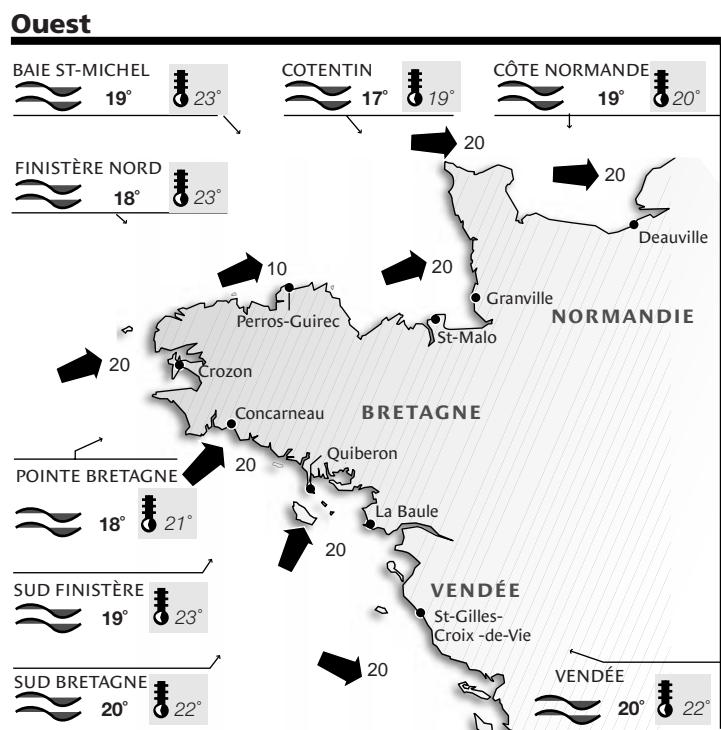 Ouest
BAIE ST-MICHEL
19° 23°
COTENTIN
17° 19°
CÔTE NORMANDE
19° 20°
20
FINISTÈRE NORD
18° 23°
20
Deauville
20
10
Granville
Perros-Guirec
NORMANDIE
St-Malo
20
Crozon
BRETAGNE
Concarneau
Quiberon
20
POINTE BRETAGNE
18° 21°
La Baule
20
SUD FINISTÈRE
19° 23°
VENDÉE
St-Gilles-
Croix -de-Vie
20
SUD BRETAGNE
20° 22°
VENDÉE
20° 22°